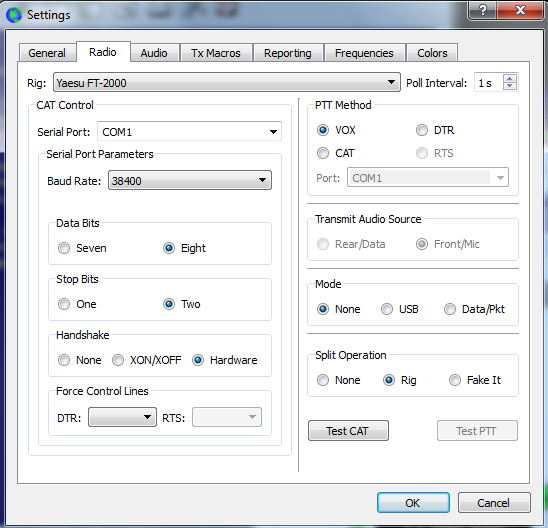 Settings
General Radio Audio Tx Macros Reporting Frequencies Colors
Rig: Yaesu FT-2000 Poll Interval: 1 s
CAT Control
Serial Port: COM1
Serial Port Parameters
Baud Rate: 38400
Data Bits
Seven Eight
Stop Bits
One Two
Handshake
None XON/XOFF Hardware
Force Control Lines
DTR: RTS:
PTT Method
VOX DTR
CAT RTS
Port: COM1
Transmit Audio Source
Rear/Data Front/Mic
Mode
None USB Data/Pkt
Split Operation
None Rig Fake It
Test CAT Test PTT
OK Cancel